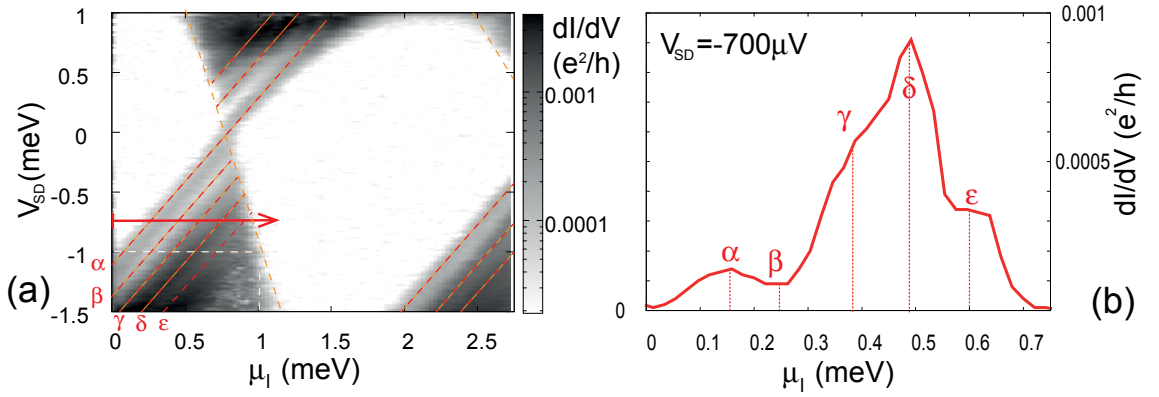 1
0.5
0
-0.5
-1
-1.5
V_SD(meV)
α
β
γ δ ε
0 0.5 1 1.5 2 2.5
μ_I (meV)
(a)
dI/dV
(e²/h)
0.001
0.0001
V_SD=-700μV
α
β
γ
δ
ε
0
0 0.1 0.2 0.3 0.4 0.5 0.6 0.7
μ_I (meV)
0.001
0.0005
dI/dV (e²/h)
(b)